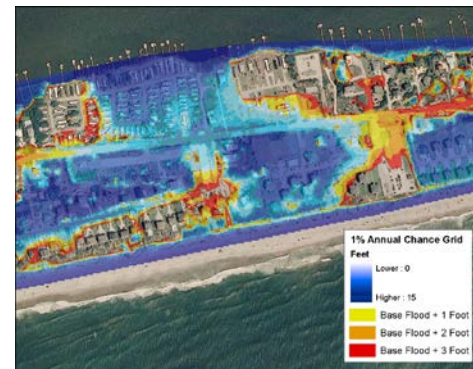 1% Annual Chance Grid
Feet
Lower : 0
Higher : 15
Base Flood + 1 Foot
Base Flood + 2 Foot
Base Flood + 3 Foot